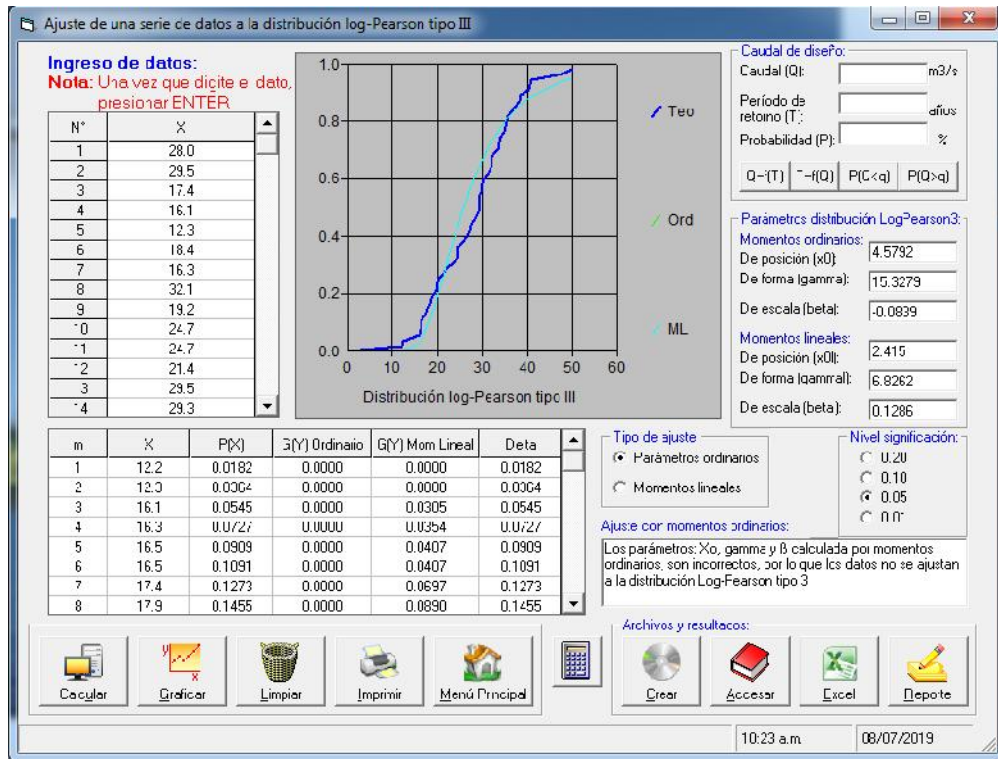 Ajuste de una serie de datos a la distribución log-Pearson tipo III
Ingreso de datos:
Nota: Una vez que digite el dato,
presionar ENTER
N° X
1 28.0
2 29.5
3 17.4
4 16.1
5 12.3
6 18.4
7 16.3
8 32.1
9 19.2
10 24.7
11 24.7
12 21.4
13 29.5
14 29.3
1.0
0.8
0.6
0.4
0.2
0.0
0 10 20 30 40 50 60
Distribución log-Pearson tipo III
Teo
Ord
ML
Caudal de diseño:
Caudal (Q): m3/s
Período de
retorno (T): años
Probabilidad (P): %
Q=f(T) T=f(Q) P(Q<q) P(Q>q)
Parámetros distribución LogPearson3:
Momentos ordinarios:
De posición (x0): 4.5792
De forma (gamma): 15.3279
De escala (beta): -0.0839
Momentos lineales:
De posición (x0l): 2.415
De forma (gammal): 6.8262
De escala (beta): 0.1286
m X P(X) G(Y) Ordinario G(Y) Mom Lineal Delta
1 12.2 0.0182 0.0000 0.0000 0.0182
2 12.3 0.0364 0.0000 0.0000 0.0364
3 16.1 0.0545 0.0000 0.0305 0.0545
4 16.3 0.0727 0.0000 0.0354 0.0727
5 16.5 0.0909 0.0000 0.0407 0.0909
6 16.5 0.1091 0.0000 0.0407 0.1091
7 17.4 0.1273 0.0000 0.0697 0.1273
8 17.9 0.1455 0.0000 0.0890 0.1455
Tipo de ajuste
Parámetros ordinarios
Momentos lineales
Nivel significación:
0.20
0.10
0.05
0.01
Ajuste con momentos ordinarios:
Los parámetros: Xo, gamma y ß calculada por momentos
ordinarios, son incorrectos, por lo que los datos no se ajustan
a la distribución Log-Pearson tipo 3
Calcular
Graficar
Limpiar
Imprimir
Menú Principal
Archivos y resultados:
Crear
Accesar
Excel
Reporte
10:23 a.m. 08/07/2019